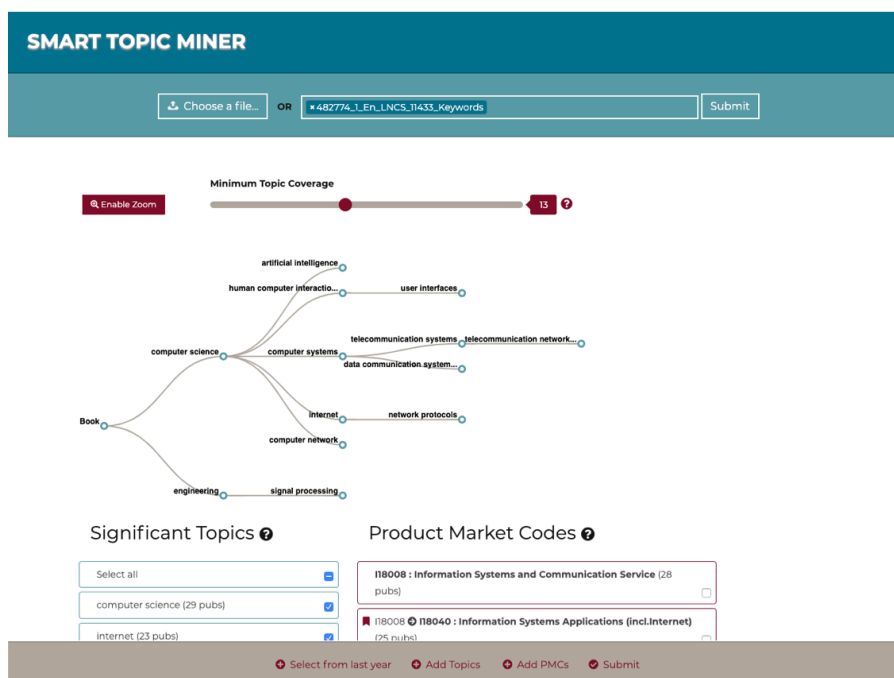 SMART TOPIC MINER
Choose a file...
OR
×482774_1_En_LNCS_11433_Keywords
Submit
Minimum Topic Coverage
Enable Zoom
13
?
artificial intelligence
human computer interactio...
user interfaces
telecommunication systems
telecommunication network...
computer science
computer systems
data communication system...
internet
network protocols
Book
computer network
engineering
signal processing
Significant Topics ?
Product Market Codes ?
Select all
I18008 : Information Systems and Communication Service (28
pubs)
computer science (29 pubs)
I18008 I18040 : Information Systems Applications (incl.Internet)
internet (23 pubs)
(25 pubs)
Select from last year
Add Topics
Add PMCs
Submit